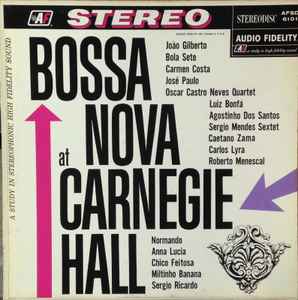 AF
STEREO
STEREODISC
AFSD
6101
AUDIO FIDELITY
BOSSA
NOVA
at
CARNEGIE
HALL
João Gilberto
Bola Sete
Carmen Costa
José Paulo
Oscar Castro Neves Quartet
Luiz Bonfá
Agostinho Dos Santos
Sergio Mendes Sextet
Caetano Zama
Carlos Lyra
Roberto Menescal
Normando
Anna Lucia
Chico Feitosa
Miltinho Banana
Sergio Ricardo
A STUDY IN STEREOPHONIC HIGH FIDELITY SOUND